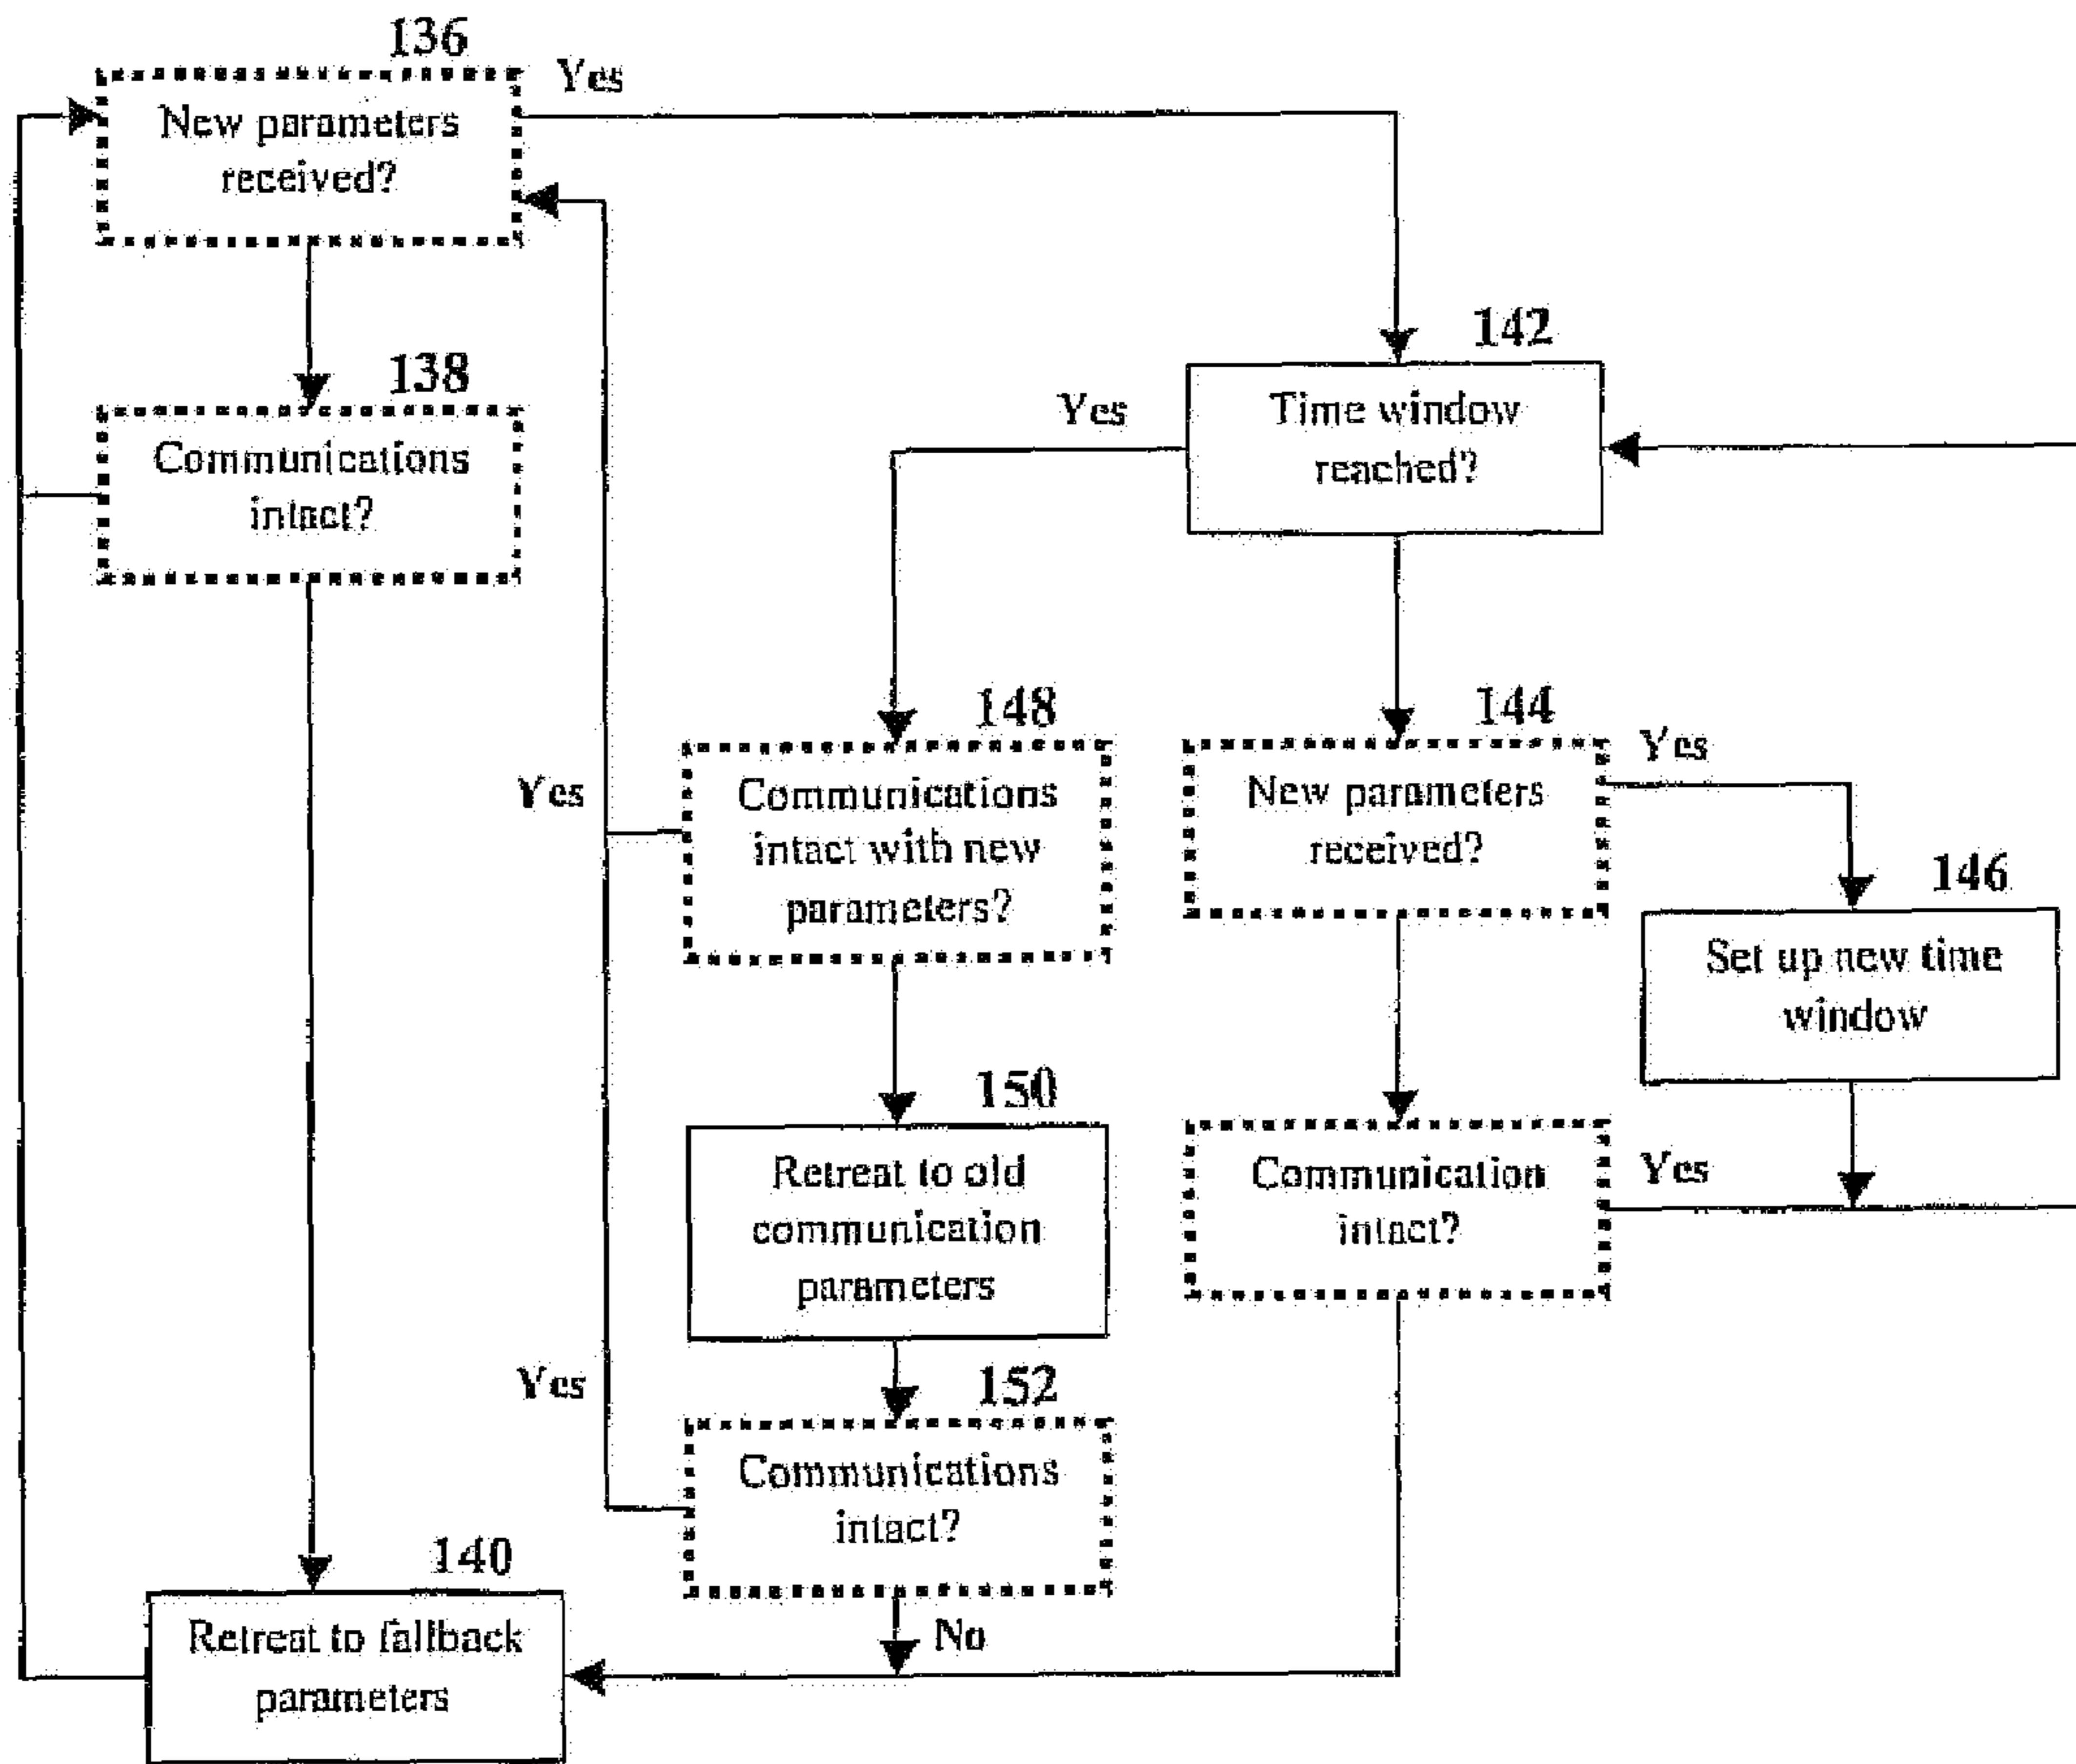 136
Yes
New parameters
received?
138
Communications
intact?
142
Yes
Time window
reached?
148
144
Yes
Yes
Communications
intact with new
parameters?
New parameters
received?
146
Set up new time
window
150
Retreat to old
communication
parameters
Communication
intact?
Yes
Yes
152
Communications
intact?
No
140
Retreat to fallback
parameters